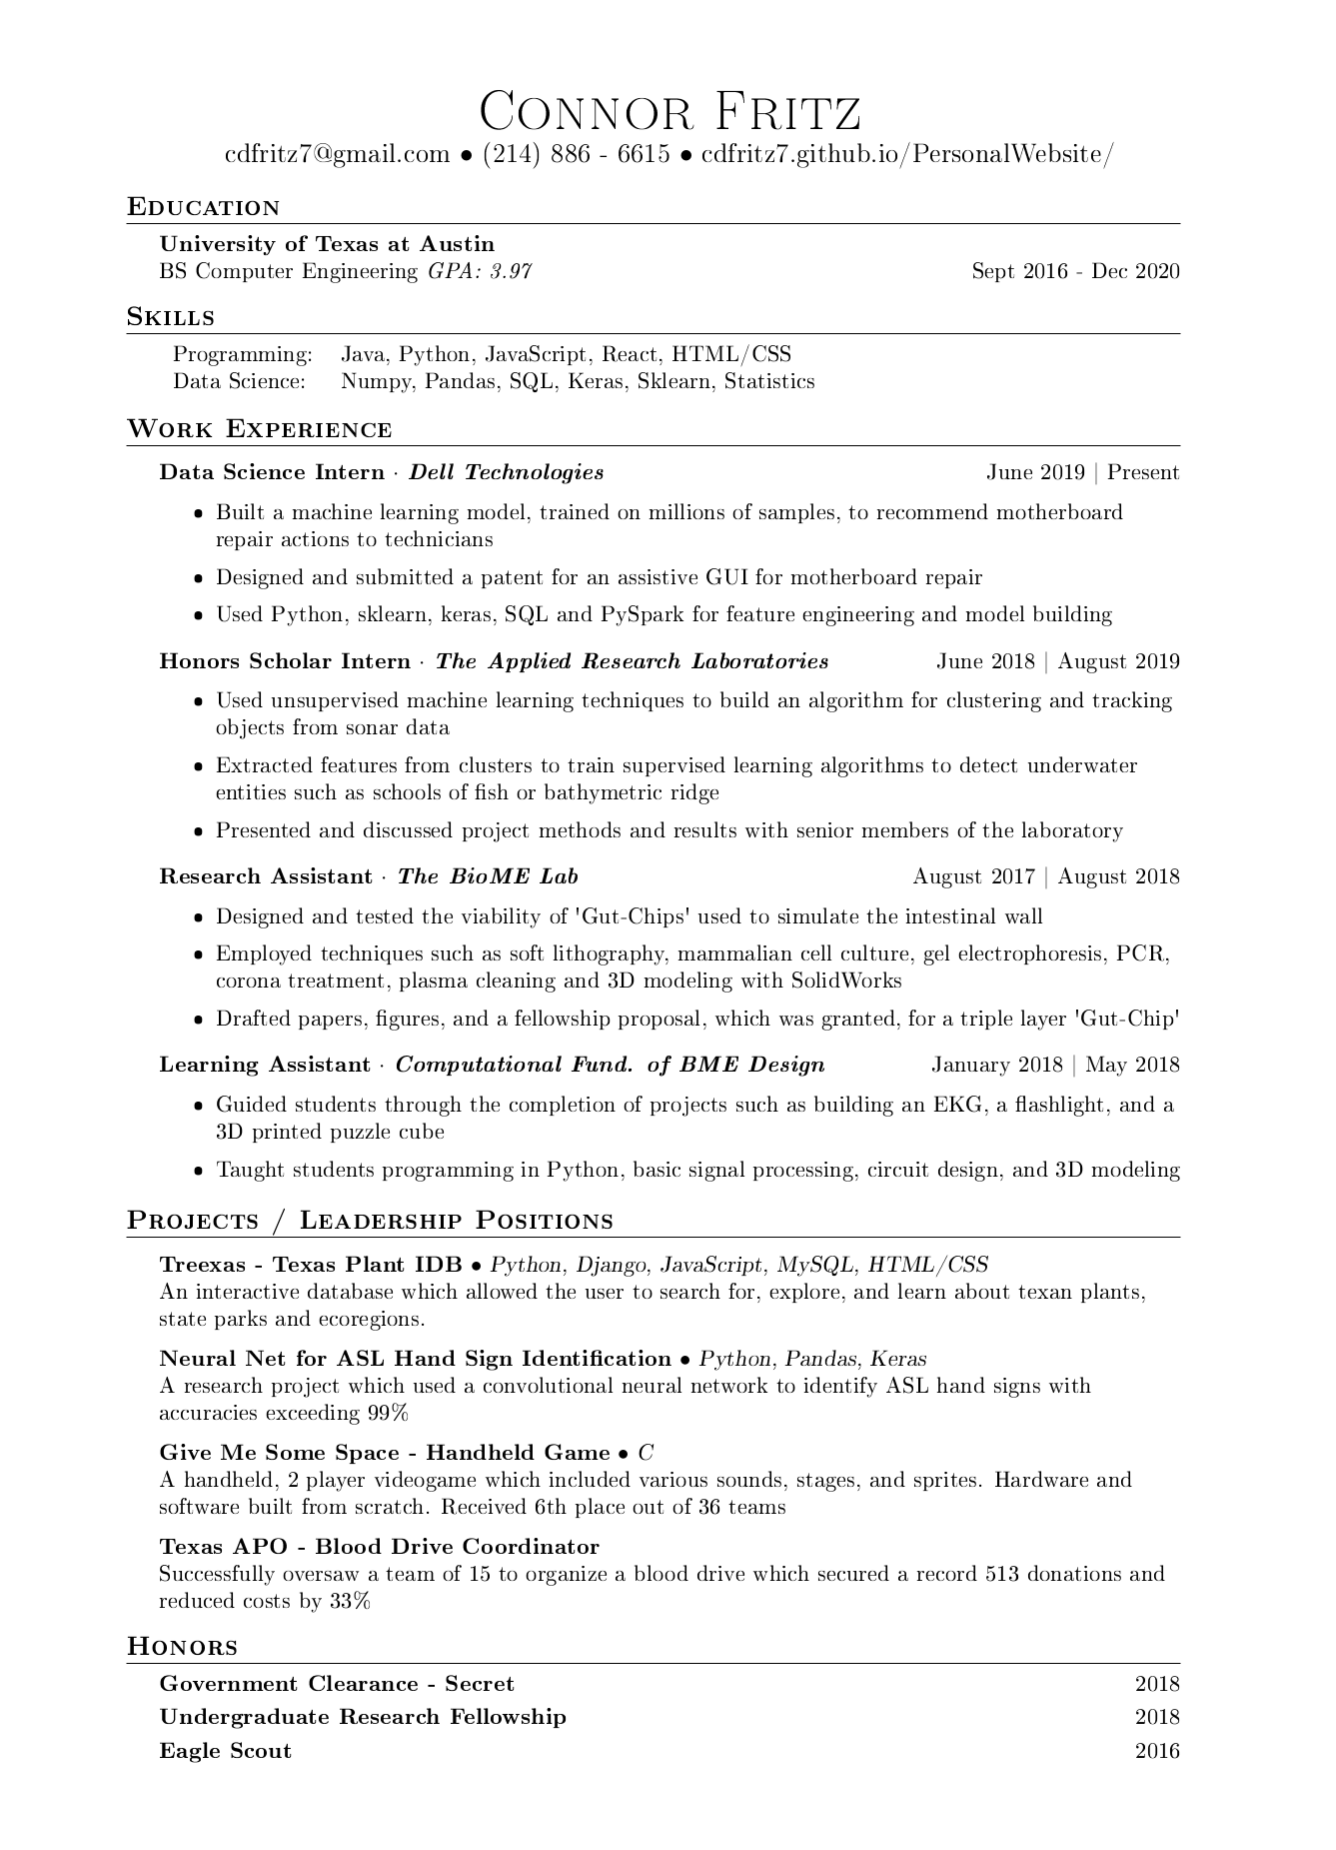 Connor Fritz
cdfritz7@gmail.com • (214) 886 - 6615 • cdfritz7.github.io/PersonalWebsite/
Education
University of Texas at Austin
BS Computer Engineering GPA: 3.97 Sept 2016 - Dec 2020
Skills
Programming: Java, Python, JavaScript, React, HTML/CSS
Data Science: Numpy, Pandas, SQL, Keras, Sklearn, Statistics
Work Experience
Data Science Intern · Dell Technologies June 2019 | Present
• Built a machine learning model, trained on millions of samples, to recommend motherboard
repair actions to technicians
• Designed and submitted a patent for an assistive GUI for motherboard repair
• Used Python, sklearn, keras, SQL and PySpark for feature engineering and model building
Honors Scholar Intern · The Applied Research Laboratories June 2018 | August 2019
• Used unsupervised machine learning techniques to build an algorithm for clustering and tracking
objects from sonar data
• Extracted features from clusters to train supervised learning algorithms to detect underwater
entities such as schools of fish or bathymetric ridge
• Presented and discussed project methods and results with senior members of the laboratory
Research Assistant · The BioME Lab August 2017 | August 2018
• Designed and tested the viability of 'Gut-Chips' used to simulate the intestinal wall
• Employed techniques such as soft lithography, mammalian cell culture, gel electrophoresis, PCR,
corona treatment, plasma cleaning and 3D modeling with SolidWorks
• Drafted papers, figures, and a fellowship proposal, which was granted, for a triple layer 'Gut-Chip'
Learning Assistant · Computational Fund. of BME Design January 2018 | May 2018
• Guided students through the completion of projects such as building an EKG, a flashlight, and a
3D printed puzzle cube
• Taught students programming in Python, basic signal processing, circuit design, and 3D modeling
Projects / Leadership Positions
Treexas - Texas Plant IDB • Python, Django, JavaScript, MySQL, HTML/CSS
An interactive database which allowed the user to search for, explore, and learn about texan plants,
state parks and ecoregions.
Neural Net for ASL Hand Sign Identification • Python, Pandas, Keras
A research project which used a convolutional neural network to identify ASL hand signs with
accuracies exceeding 99%
Give Me Some Space - Handheld Game • C
A handheld, 2 player videogame which included various sounds, stages, and sprites. Hardware and
software built from scratch. Received 6th place out of 36 teams
Texas APO - Blood Drive Coordinator
Successfully oversaw a team of 15 to organize a blood drive which secured a record 513 donations and
reduced costs by 33%
Honors
Government Clearance - Secret 2018
Undergraduate Research Fellowship 2018
Eagle Scout 2016